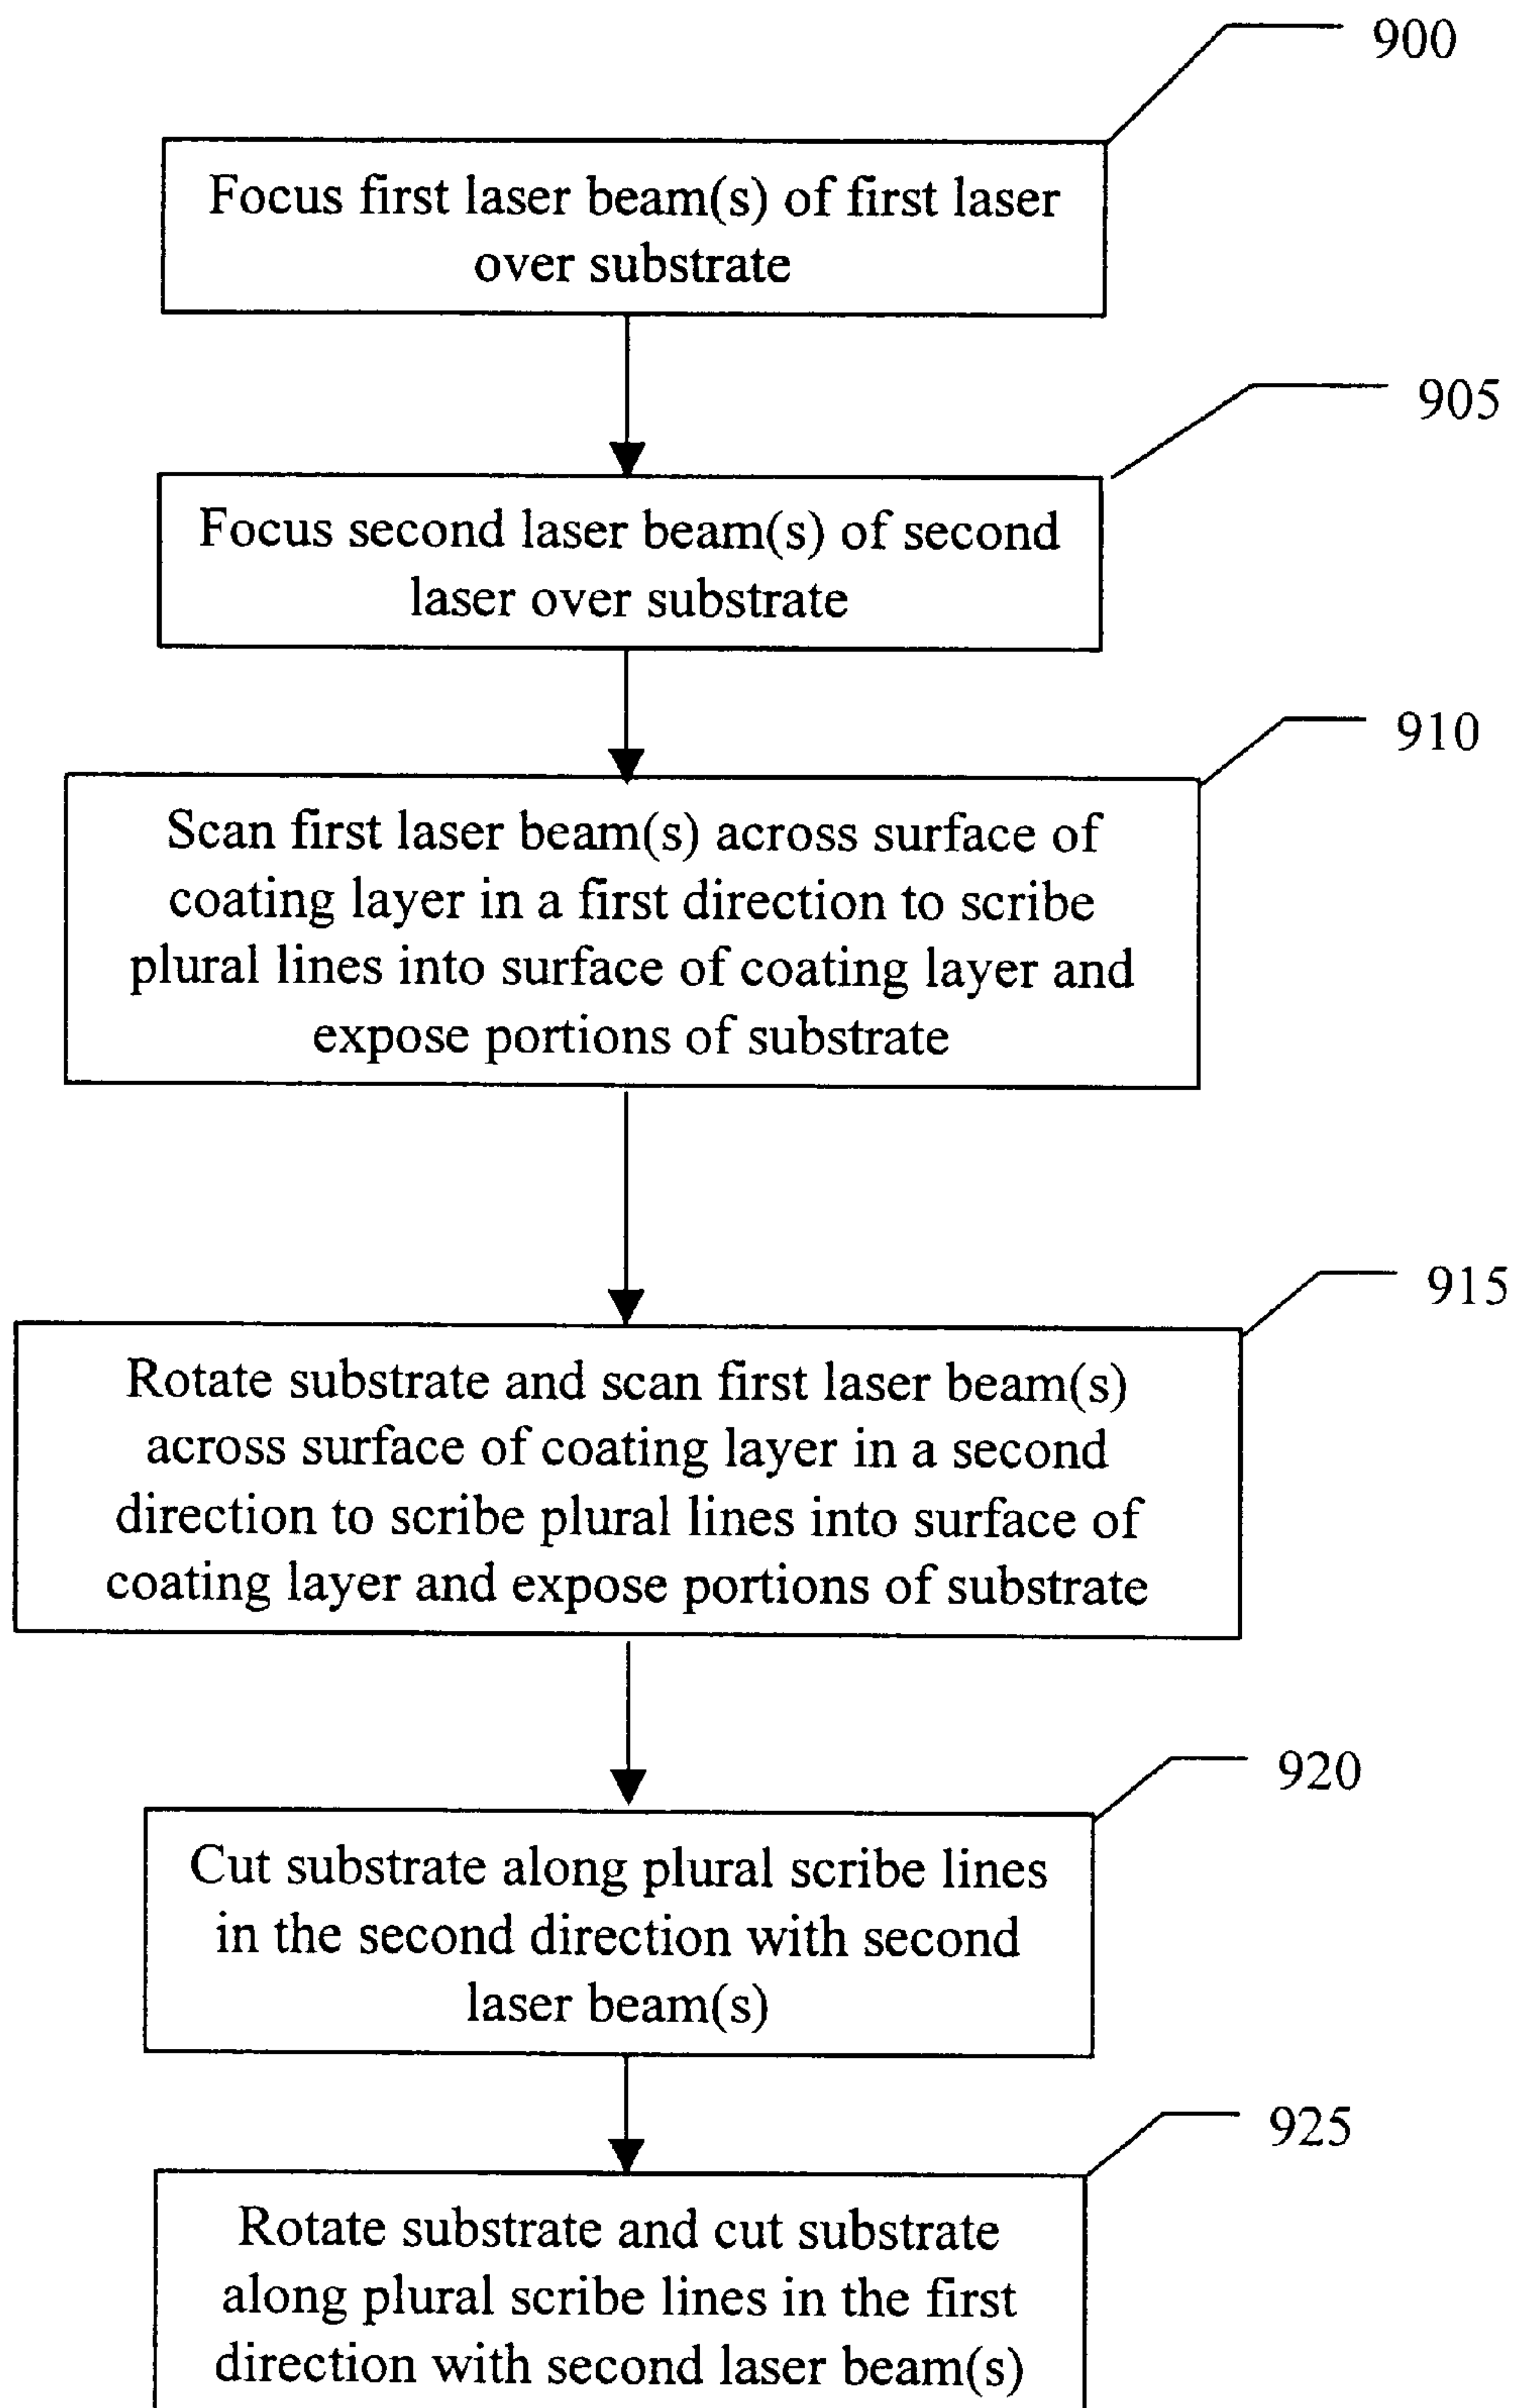 900
Focus first laser beam(s) of first laser
over substrate
905
Focus second laser beam(s) of second
laser over substrate
910
Scan first laser beam(s) across surface of
coating layer in a first direction to scribe
plural lines into surface of coating layer and
expose portions of substrate
915
Rotate substrate and scan first laser beam(s)
across surface of coating layer in a second
direction to scribe plural lines into surface of
coating layer and expose portions of substrate
920
Cut substrate along plural scribe lines
in the second direction with second
laser beam(s)
925
Rotate substrate and cut substrate
along plural scribe lines in the first
direction with second laser beam(s)